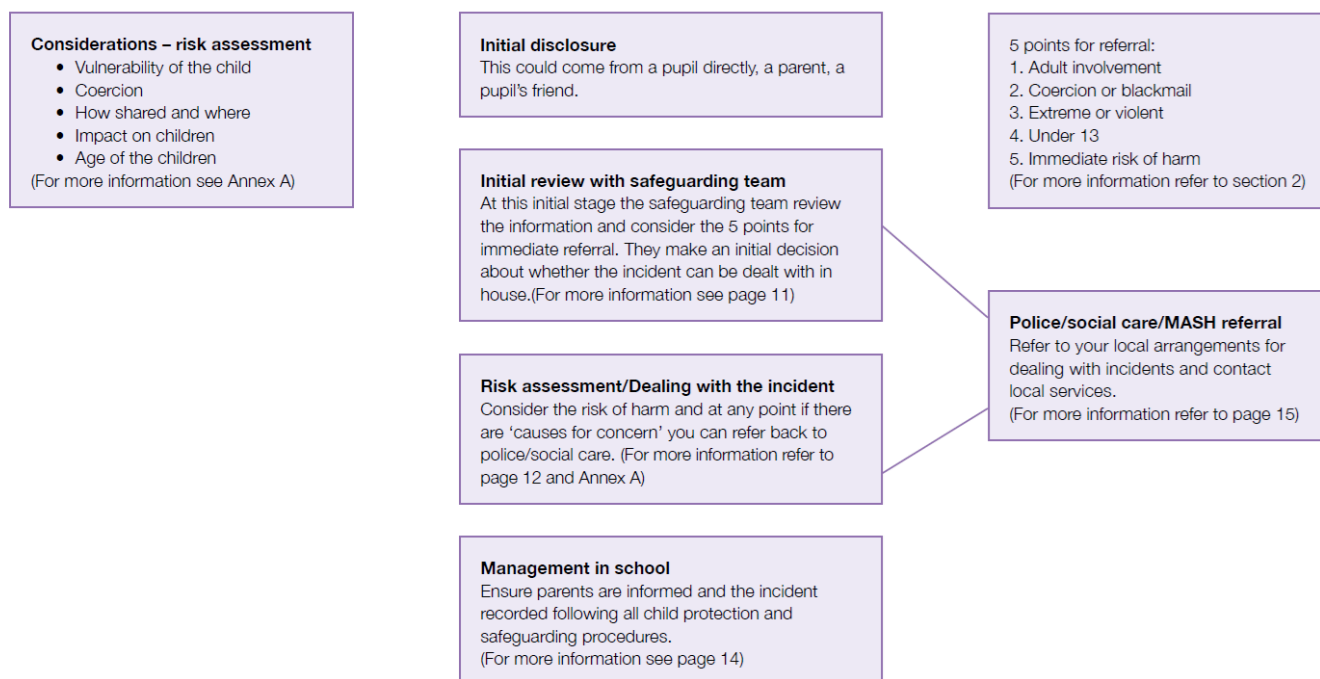 Considerations – risk assessment
• Vulnerability of the child
• Coercion
• How shared and where
• Impact on children
• Age of the children
(For more information see Annex A)
Initial disclosure
This could come from a pupil directly, a parent, a
pupil's friend.
Initial review with safeguarding team
At this initial stage the safeguarding team review
the information and consider the 5 points for
immediate referral. They make an initial decision
about whether the incident can be dealt with in
house.(For more information see page 11)
Risk assessment/Dealing with the incident
Consider the risk of harm and at any point if there
are ‘causes for concern’ you can refer back to
police/social care. (For more information refer to
page 12 and Annex A)
Management in school
Ensure parents are informed and the incident
recorded following all child protection and
safeguarding procedures.
(For more information see page 14)
5 points for referral:
1. Adult involvement
2. Coercion or blackmail
3. Extreme or violent
4. Under 13
5. Immediate risk of harm
(For more information refer to section 2)
Police/social care/MASH referral
Refer to your local arrangements for
dealing with incidents and contact
local services.
(For more information refer to page 15)